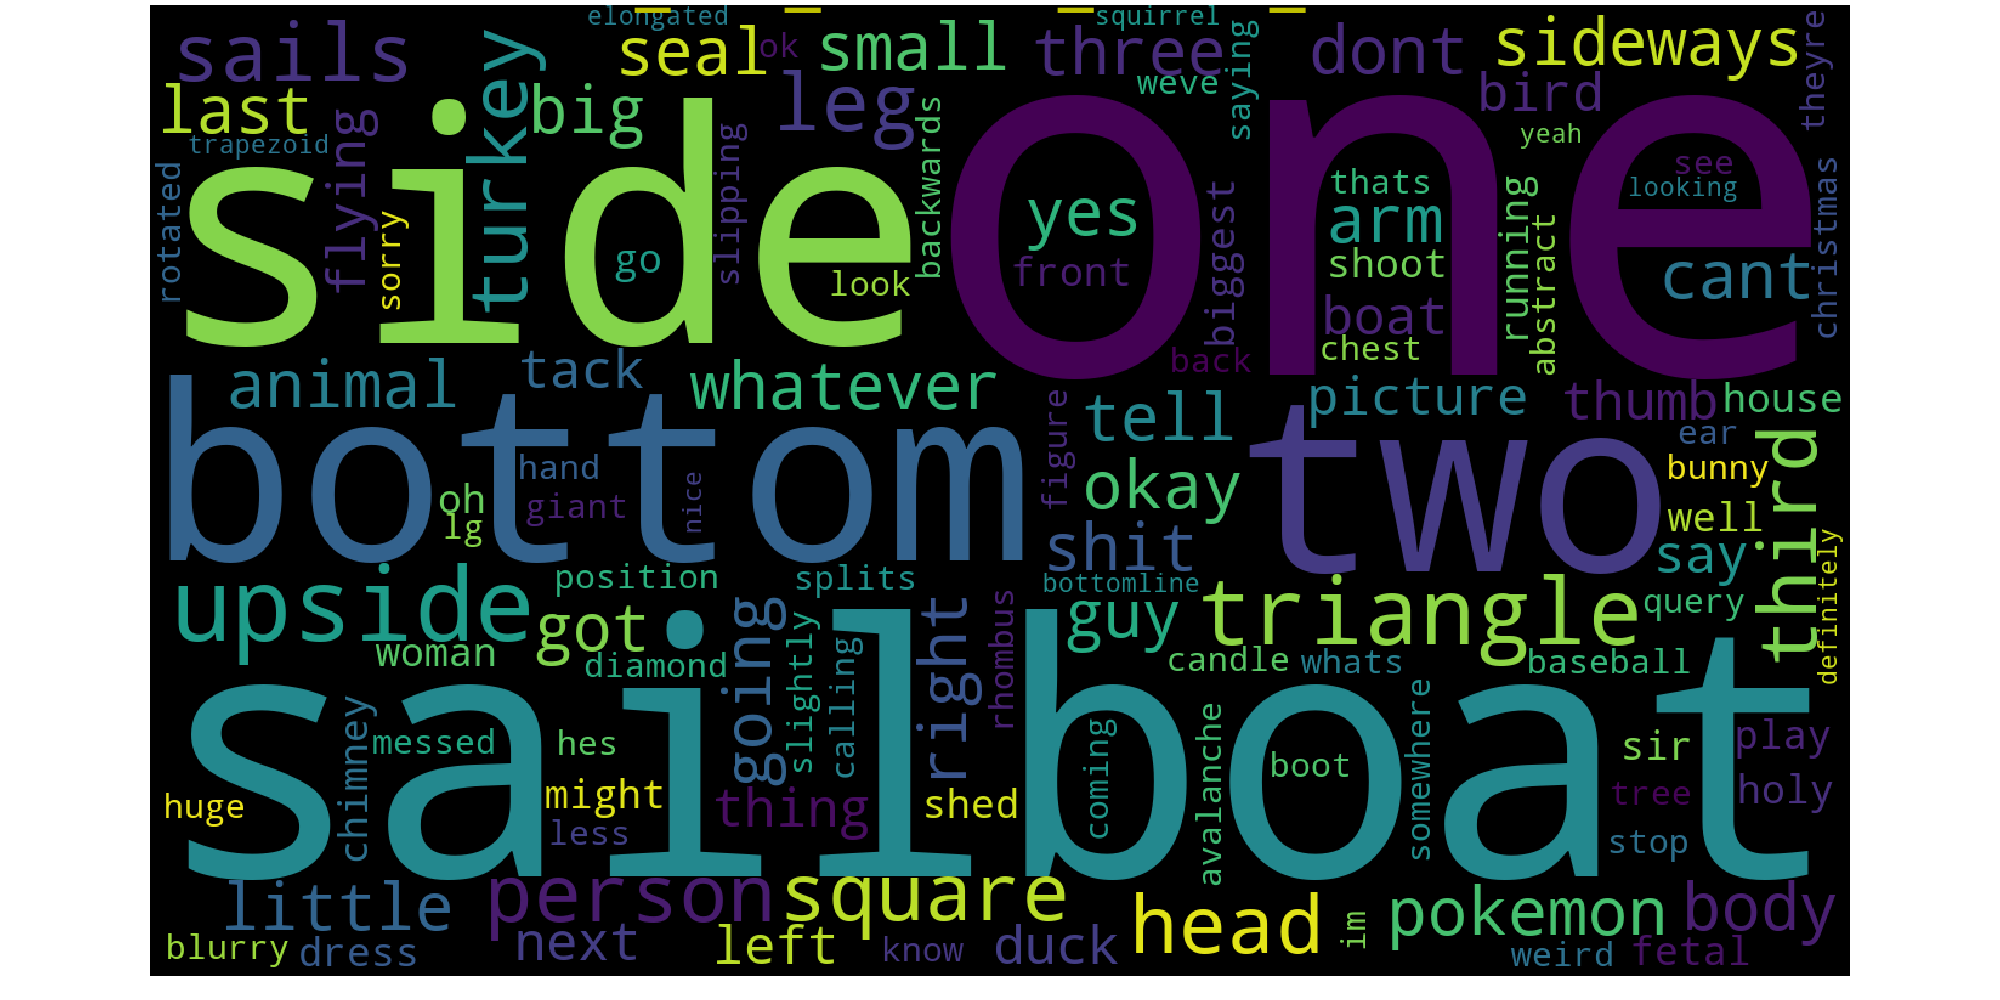 elongated
squirrel
sails
seal
ok
small
three
dont
sideways
theyre
last
turkey
big
leg
weve
saying
bird
yeah
trapezoid
flying
side
one
slipping
backwards
see
looking
rotated
sorry
go
look
yes
front
biggest
thats
arm
shoot
running
abstract
cant
christmas
boat
chest
back
animal
tack
whatever
figure
tell
picture
thumb
house
bottom
two
hand
oh
lg
giant
nice
okay
ear
bunny
third
well
shit
say
definitely
upside
position
splits
bottomline
got
going
slightly
calling
right
rhombus
guy
triangle
query
woman
diamond
candle
whats
baseball
sailboat
chimney
messed
hes
coming
avalanche
boot
somewhere
sir
play
huge
might
less
thing
shed
tree
holy
stop
little
person
square
head
im
pokemon
body
blurry
dress
next
left
know
duck
weird
fetal